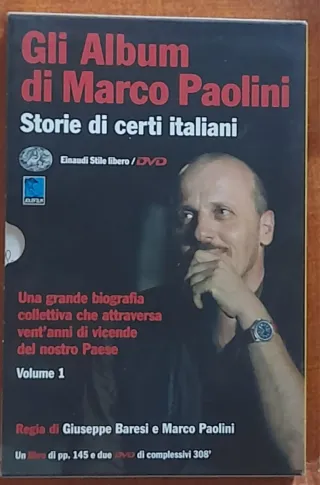 Gli Album
di Marco Paolini
Storie di certi italiani
Einaudi Stile libero / DVD
JOLEFILM
Una grande biografia
collettiva che attraversa
vent'anni di vicende
del nostro Paese
Volume 1
Regia di Giuseppe Baresi e Marco Paolini
Un libro di pp. 145 e due DVD di complessivi 308'